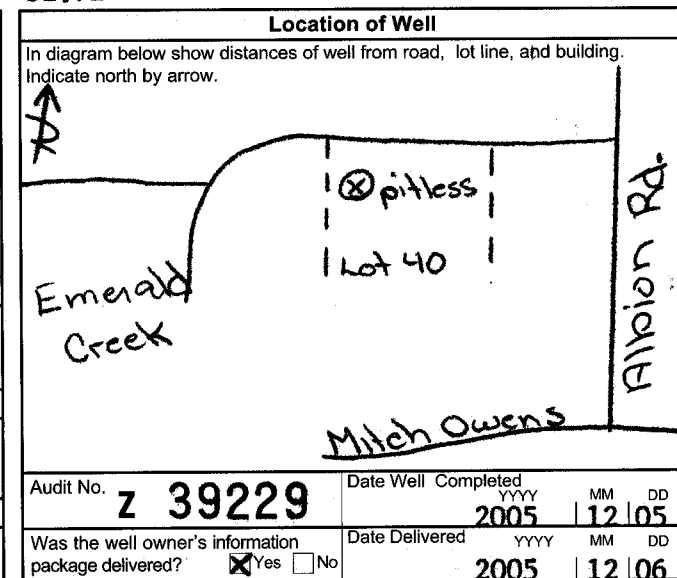 Location of Well
In diagram below show distances of well from road, lot line, and building.
Indicate north by arrow.
N
pitless
Lot 40
Albion Rd.
Emerald
Creek
Mitch Owens
Audit No. Z 39229
Date Well Completed
YYYY MM DD
2005 12 05
Was the well owner's information
package delivered? Yes No
Date Delivered YYYY MM DD
2005 12 06